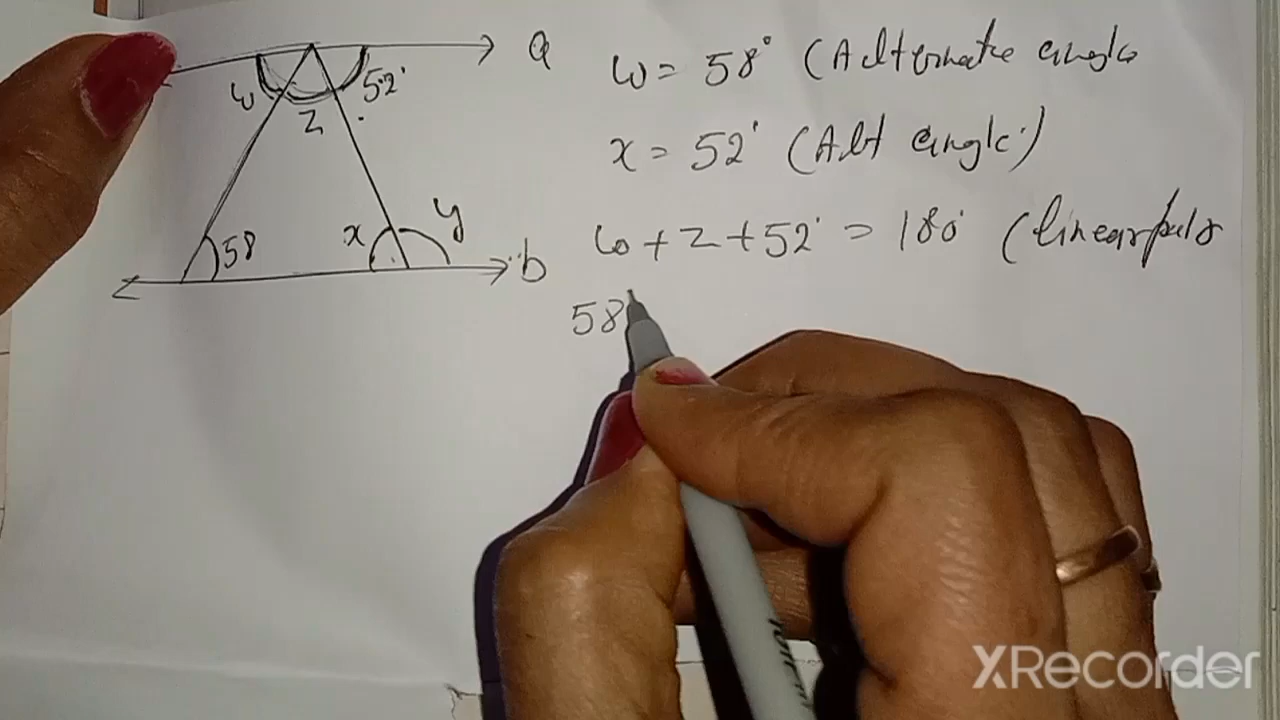 a
w
52°
z
58
x
y
b
w = 58° (Alternate angle
x = 52° (Alt angle)
w + z + 52° = 180° (linear pair
58
XRecorder